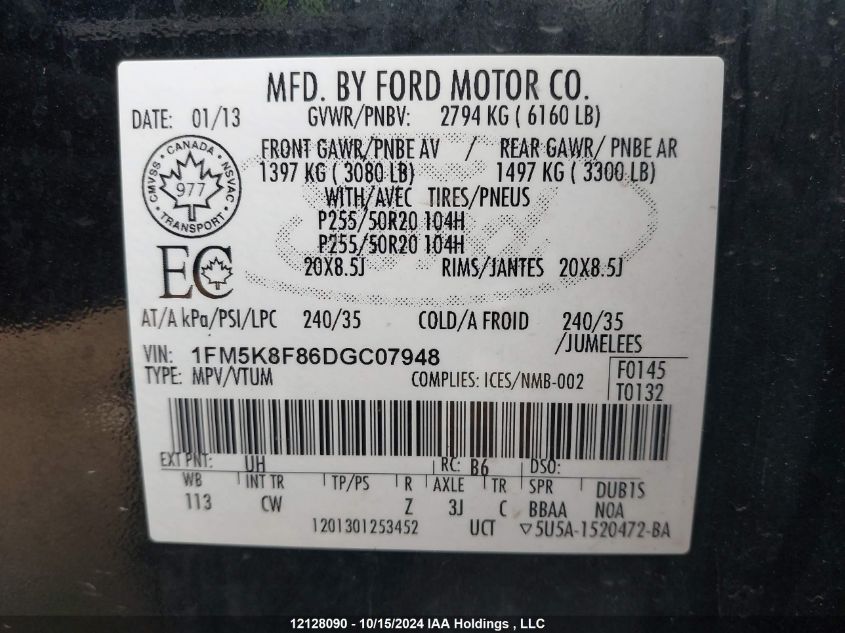 MFD. BY FORD MOTOR CO.
DATE: 01/13 GVWR/PNBV: 2794 KG ( 6160 LB)
FRONT GAWR/PNBE AV / REAR GAWR/ PNBE AR
1397 KG ( 3080 LB) 1497 KG ( 3300 LB)
WITH/AVEC TIRES/PNEUS
P255/50R20 104H
P255/50R20 104H
20X8.5J RIMS/JANTES 20X8.5J
CANADA
CMVSS NSVAC
977
TRANSPORT
EC
AT/A kPa/PSI/LPC 240/35 COLD/A FROID 240/35
/JUMELEES
VIN: 1FM5K8F86DGC07948
TYPE: MPV/VTUM COMPLIES: ICES/NMB-002
F0145
T0132
EXT PNT: UH RC: B6 DSO:
WB INT TR TP/PS R AXLE TR SPR DUB1S
113 CW Z 3J C BBAA NOA
1201301253452 UCT ▽5U5A-1520472-BA
12128090 - 10/15/2024 IAA Holdings , LLC